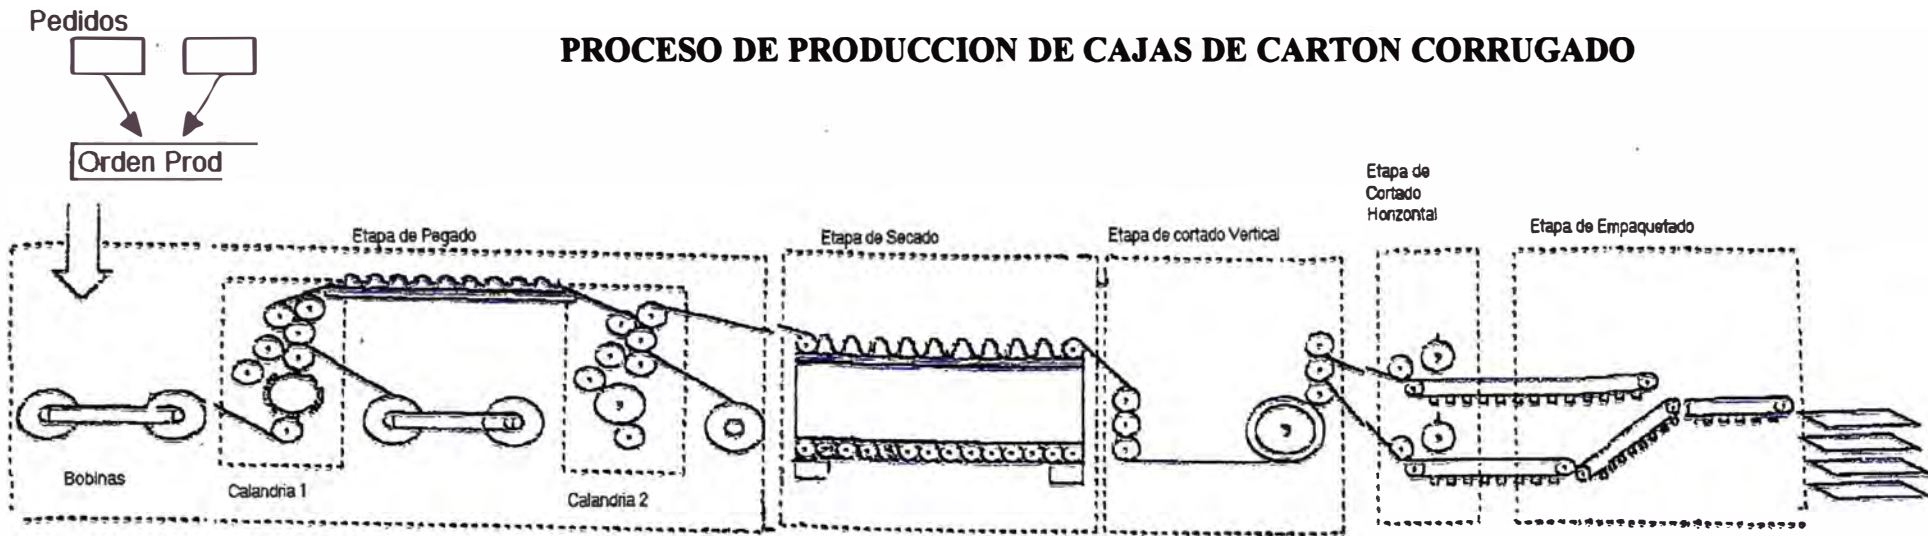 Pedidos
PROCESO DE PRODUCCION DE CAJAS DE CARTON CORRUGADO
Orden Prod
Etapa de Pegado
Etapa de Secado
Etapa de cortado Vertical
Etapa de
Cortado
Honzontal
Etapa de Empaquetado
Bobinas
Calandria 1
Calandria 2